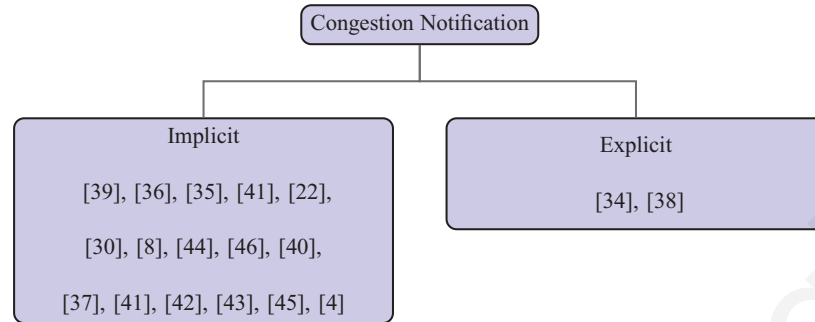 Congestion Notification
Implicit
[39], [36], [35], [41], [22],
[30], [8], [44], [46], [40],
[37], [41], [42], [43], [45], [4]
Explicit
[34], [38]